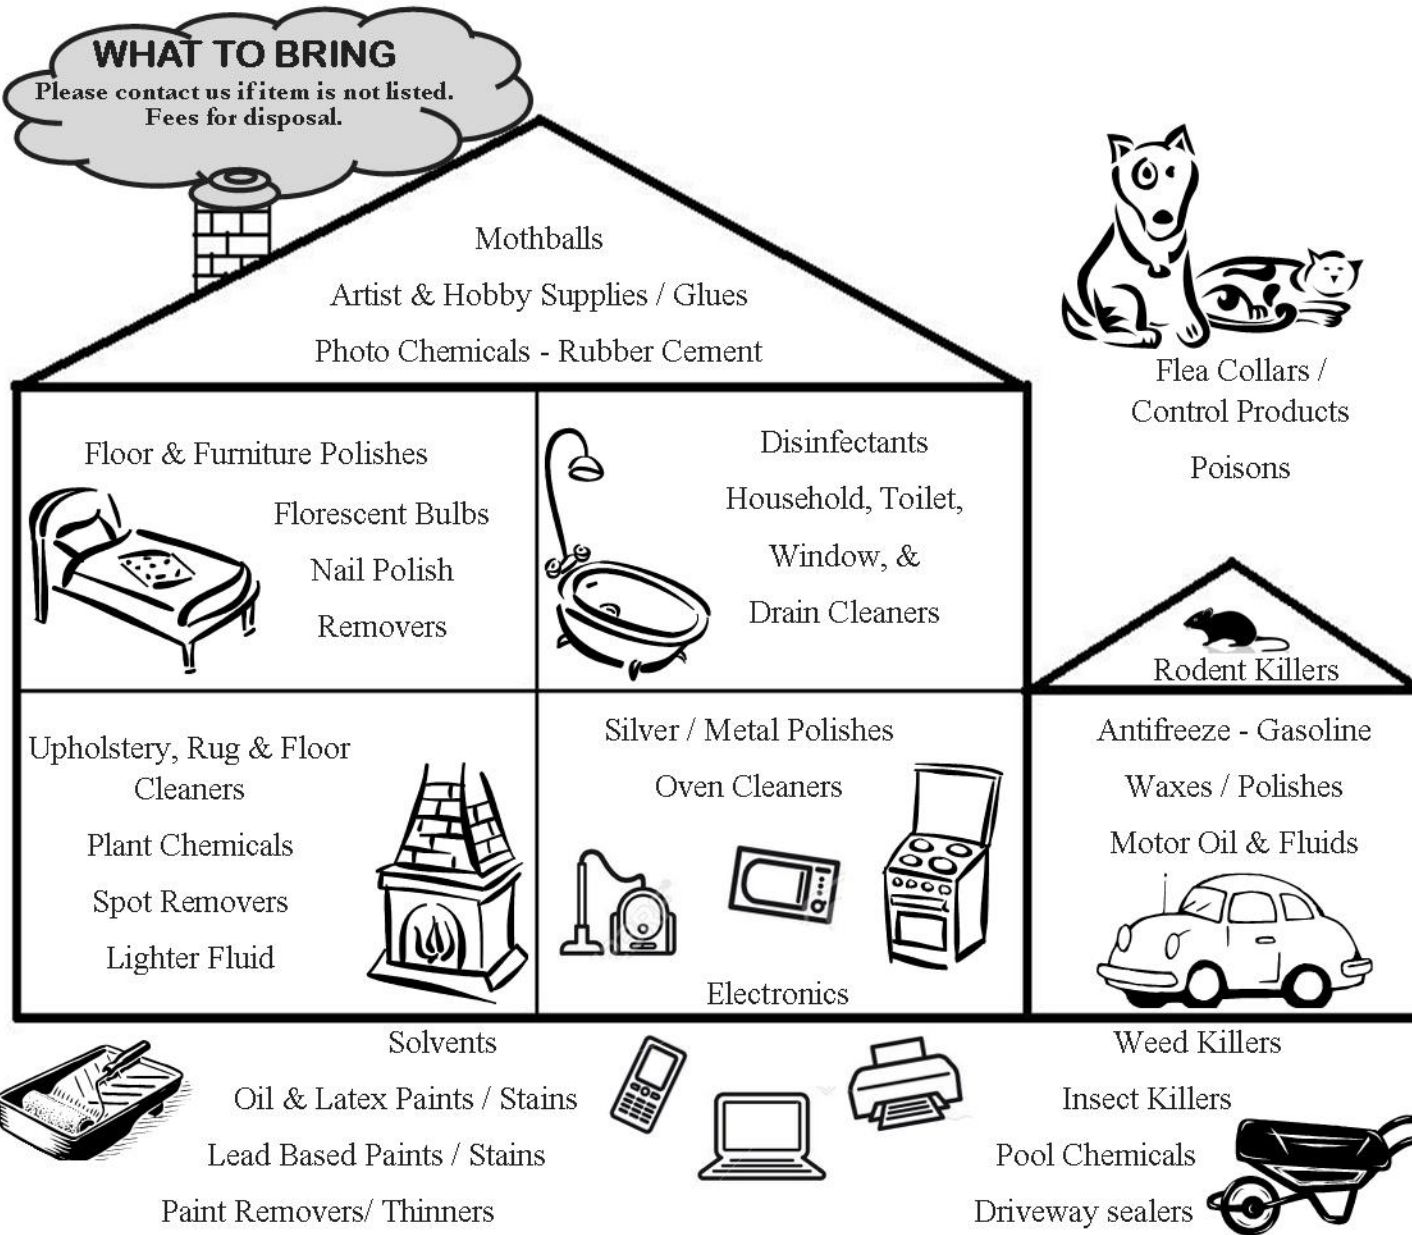 WHAT TO BRING
Please contact us if item is not listed.
Fees for disposal.
Mothballs
Artist & Hobby Supplies / Glues
Photo Chemicals - Rubber Cement
Flea Collars /
Control Products
Poisons
Floor & Furniture Polishes
Florescent Bulbs
Nail Polish
Removers
Disinfectants
Household, Toilet,
Window, &
Drain Cleaners
Rodent Killers
Upholstery, Rug & Floor
Cleaners
Plant Chemicals
Spot Removers
Lighter Fluid
Silver / Metal Polishes
Oven Cleaners
Electronics
Antifreeze - Gasoline
Waxes / Polishes
Motor Oil & Fluids
Solvents
Oil & Latex Paints / Stains
Lead Based Paints / Stains
Paint Removers/ Thinners
Weed Killers
Insect Killers
Pool Chemicals
Driveway sealers